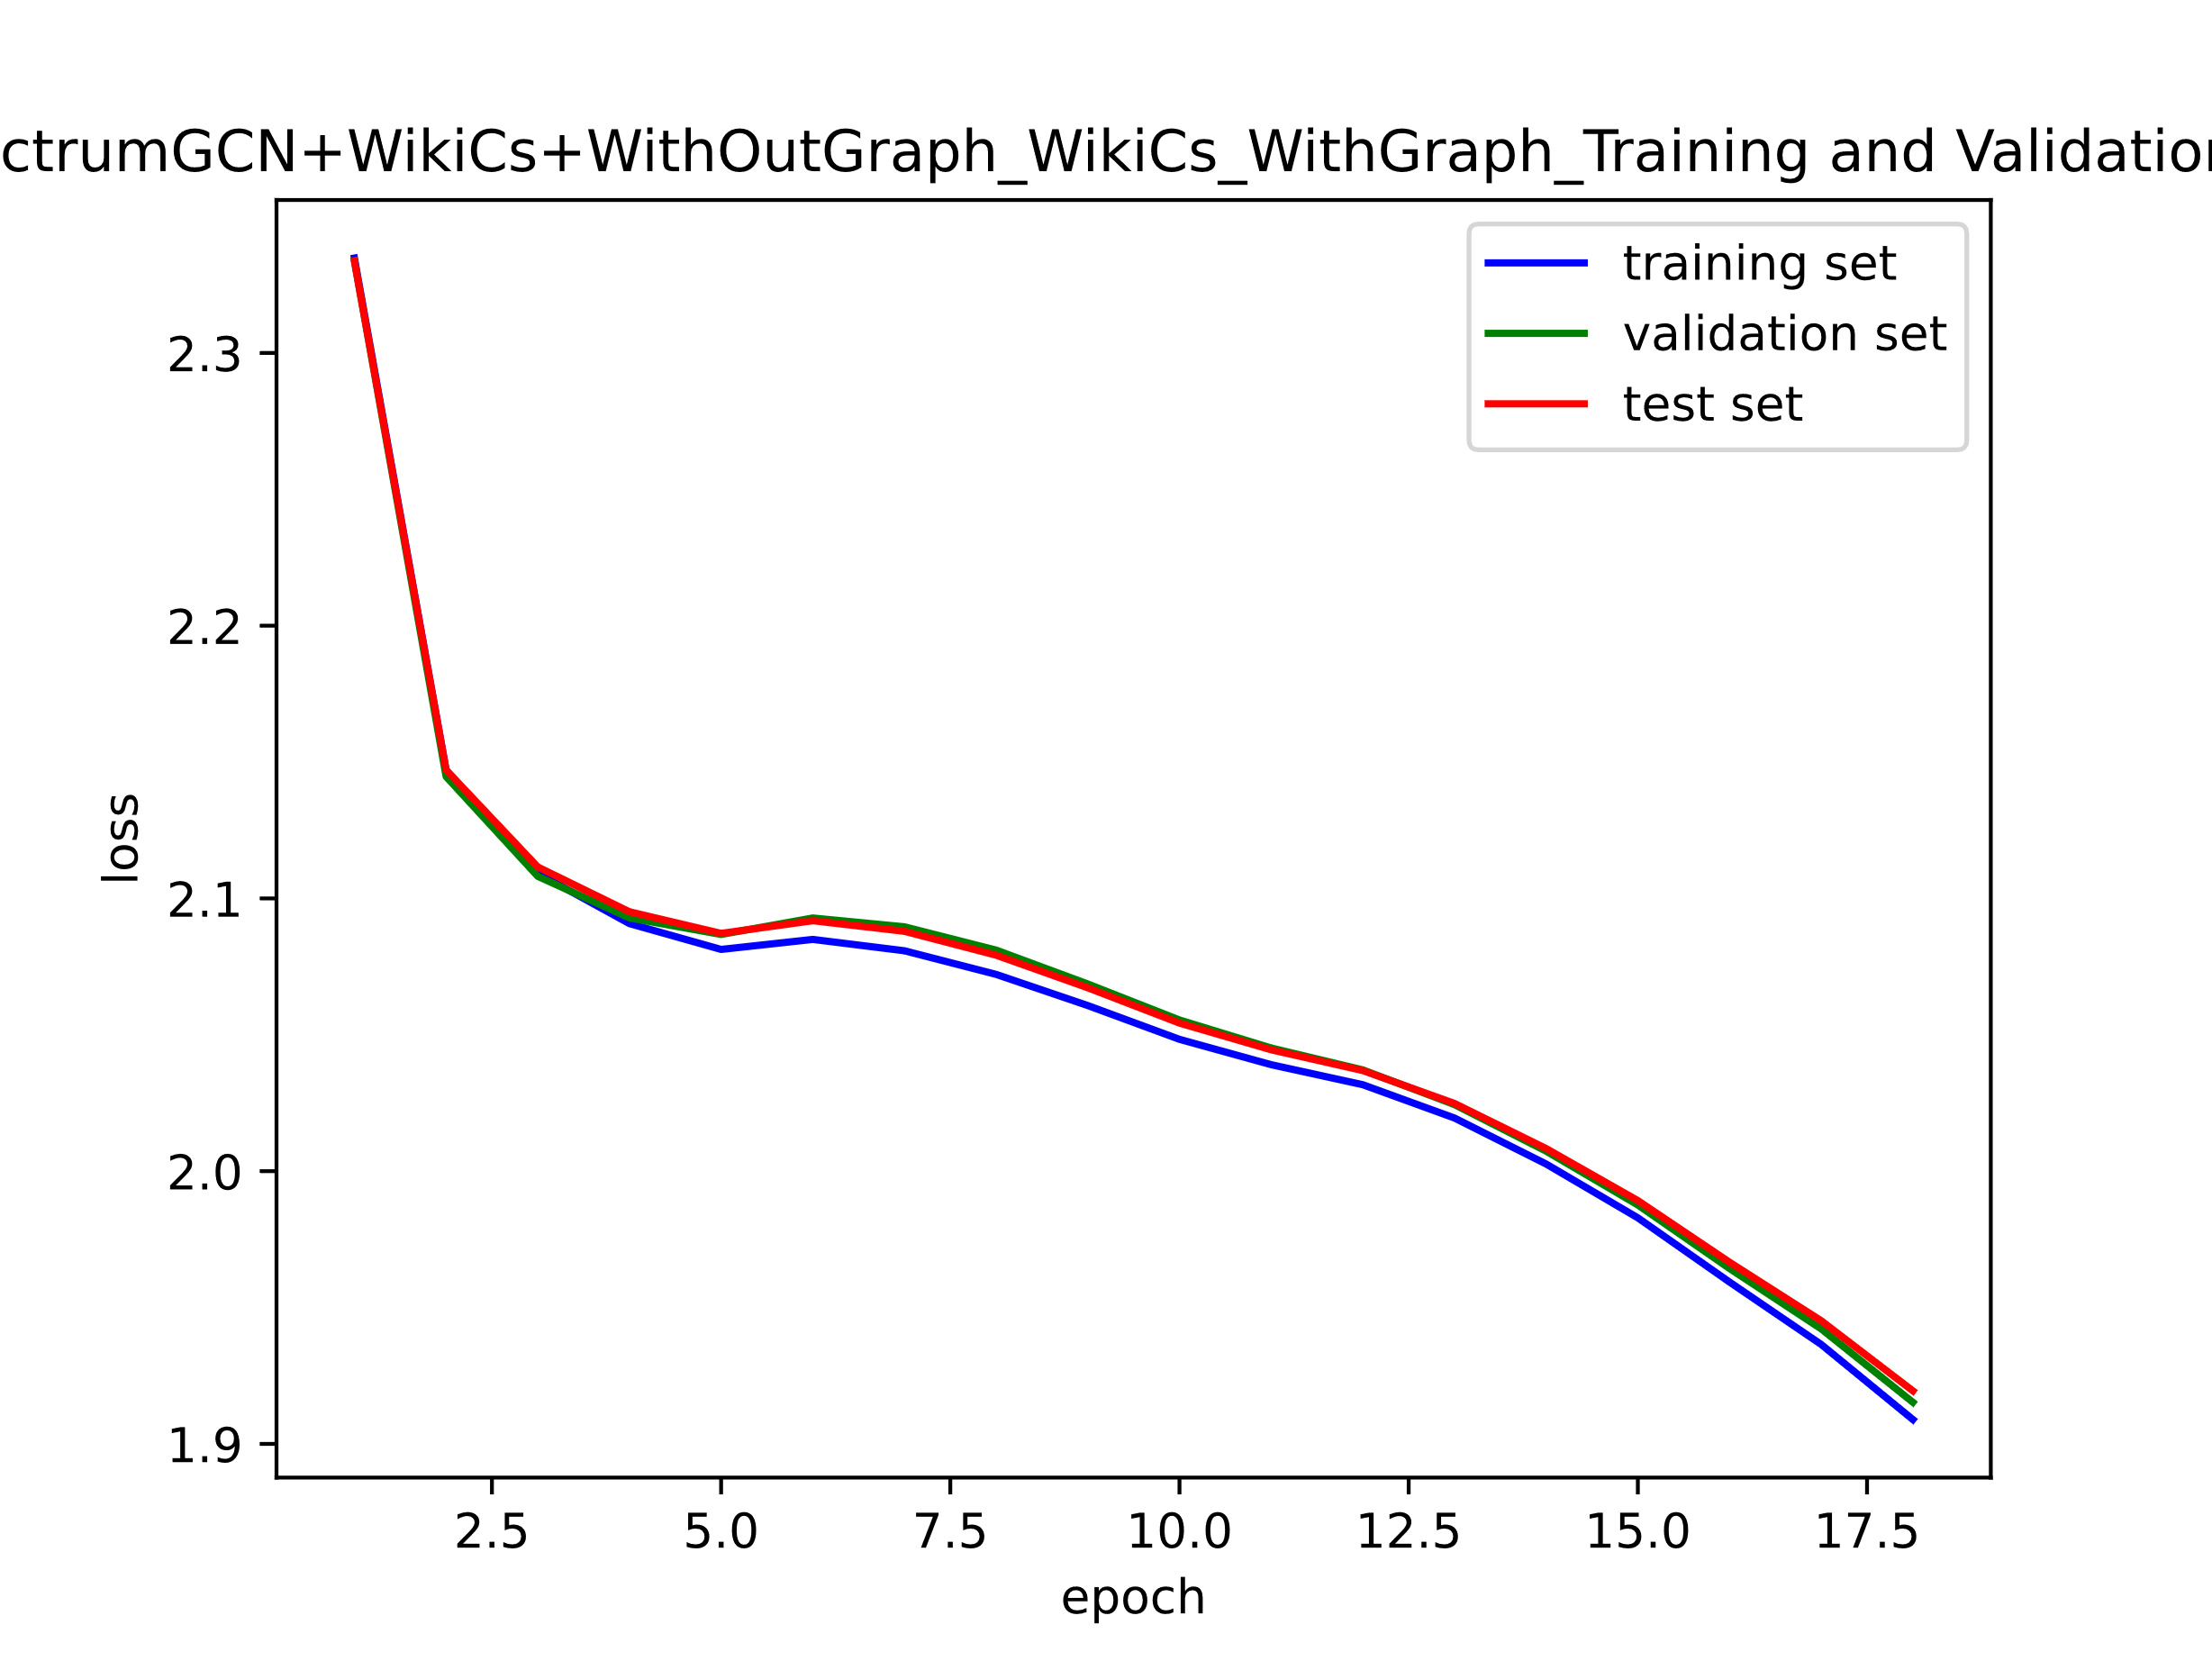 ctrumGCN+WikiCs+WithOutGraph_WikiCs_WithGraph_Training and Validation
training set
validation set
test set
2.3
2.2
2.1
2.0
1.9
loss
2.5 5.0 7.5 10.0 12.5 15.0 17.5
epoch